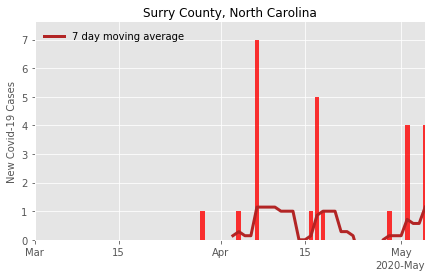 Surry County, North Carolina
7 day moving average
New Covid-19 Cases
7
6
5
4
3
2
1
0
Mar 15 Apr 15 May
2020-May